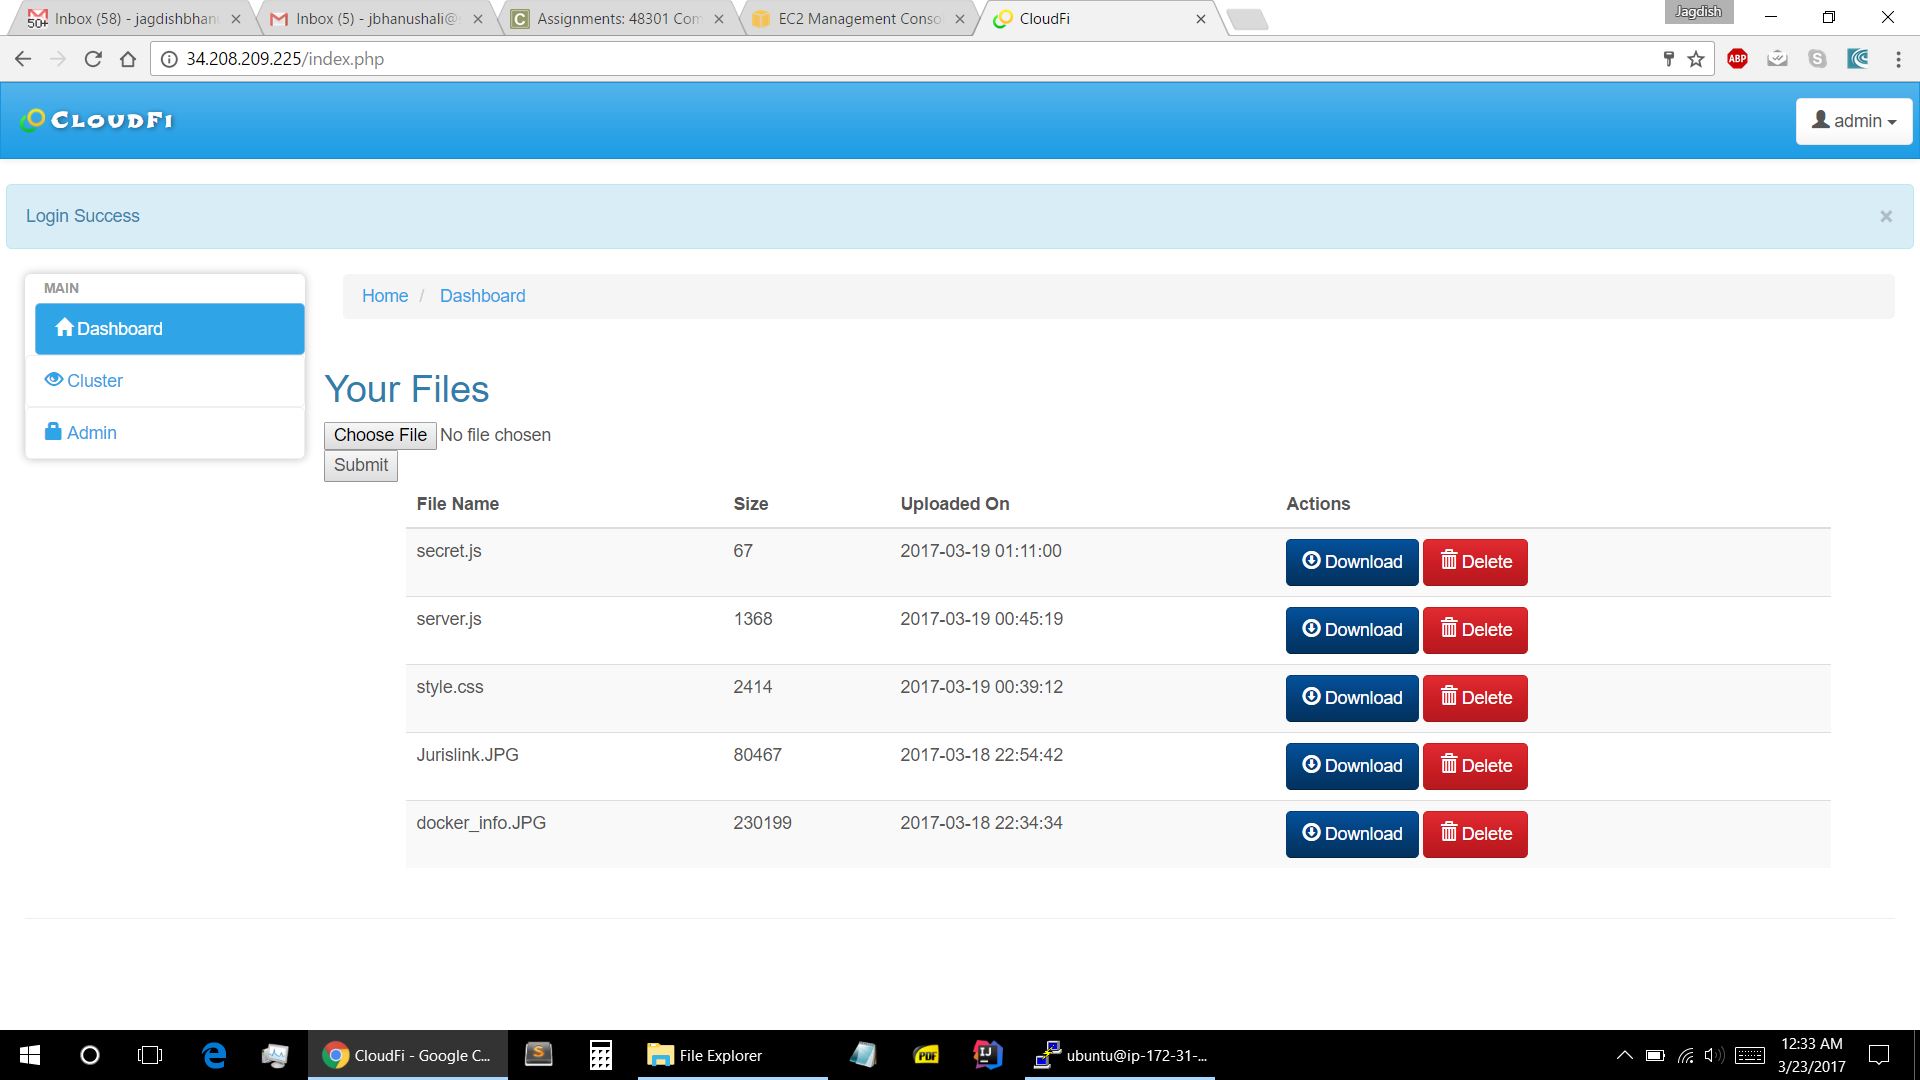 Jagdish
50+ Inbox (58) - jagdishbhanu
Inbox (5) - jbhanushali@
C Assignments: 48301 Com
EC2 Management Consol
CloudFi
34.208.209.225/index.php
ABP
CloudFi
admin
Login Success
×
MAIN
Dashboard
Cluster
Admin
Home / Dashboard
Your Files
Choose File No file chosen
Submit
File Name Size Uploaded On Actions
secret.js 67 2017-03-19 01:11:00 Download Delete
server.js 1368 2017-03-19 00:45:19 Download Delete
style.css 2414 2017-03-19 00:39:12 Download Delete
Jurislink.JPG 80467 2017-03-18 22:54:42 Download Delete
docker_info.JPG 230199 2017-03-18 22:34:34 Download Delete
CloudFi - Google C...
File Explorer
PDF
IJ
ubuntu@ip-172-31-...
12:33 AM
3/23/2017